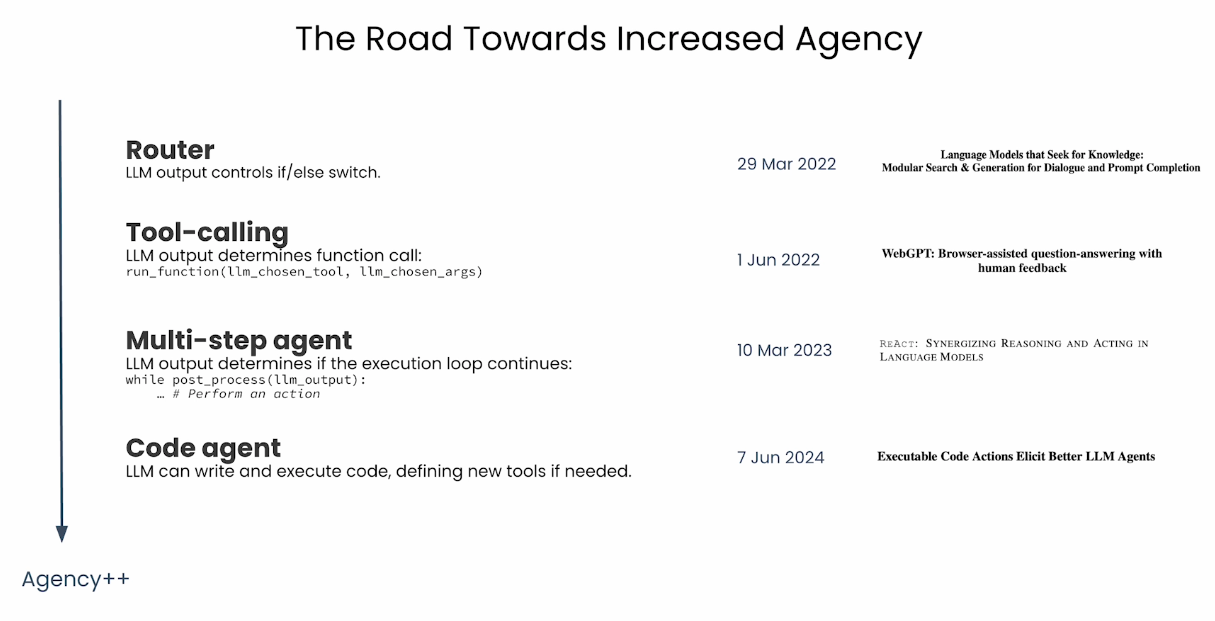 The Road Towards Increased Agency
Router
LLM output controls if/else switch.
29 Mar 2022
Language Models that Seek for Knowledge:
Modular Search & Generation for Dialogue and Prompt Completion
Tool-calling
LLM output determines function call:
run_function(llm_chosen_tool, llm_chosen_args)
1 Jun 2022
WebGPT: Browser-assisted question-answering with
human feedback
Multi-step agent
LLM output determines if the execution loop continues:
while post_process(llm_output):
… # Perform an action
10 Mar 2023
ReAct: Synergizing Reasoning and Acting in
Language Models
Code agent
LLM can write and execute code, defining new tools if needed.
7 Jun 2024
Executable Code Actions Elicit Better LLM Agents
Agency++